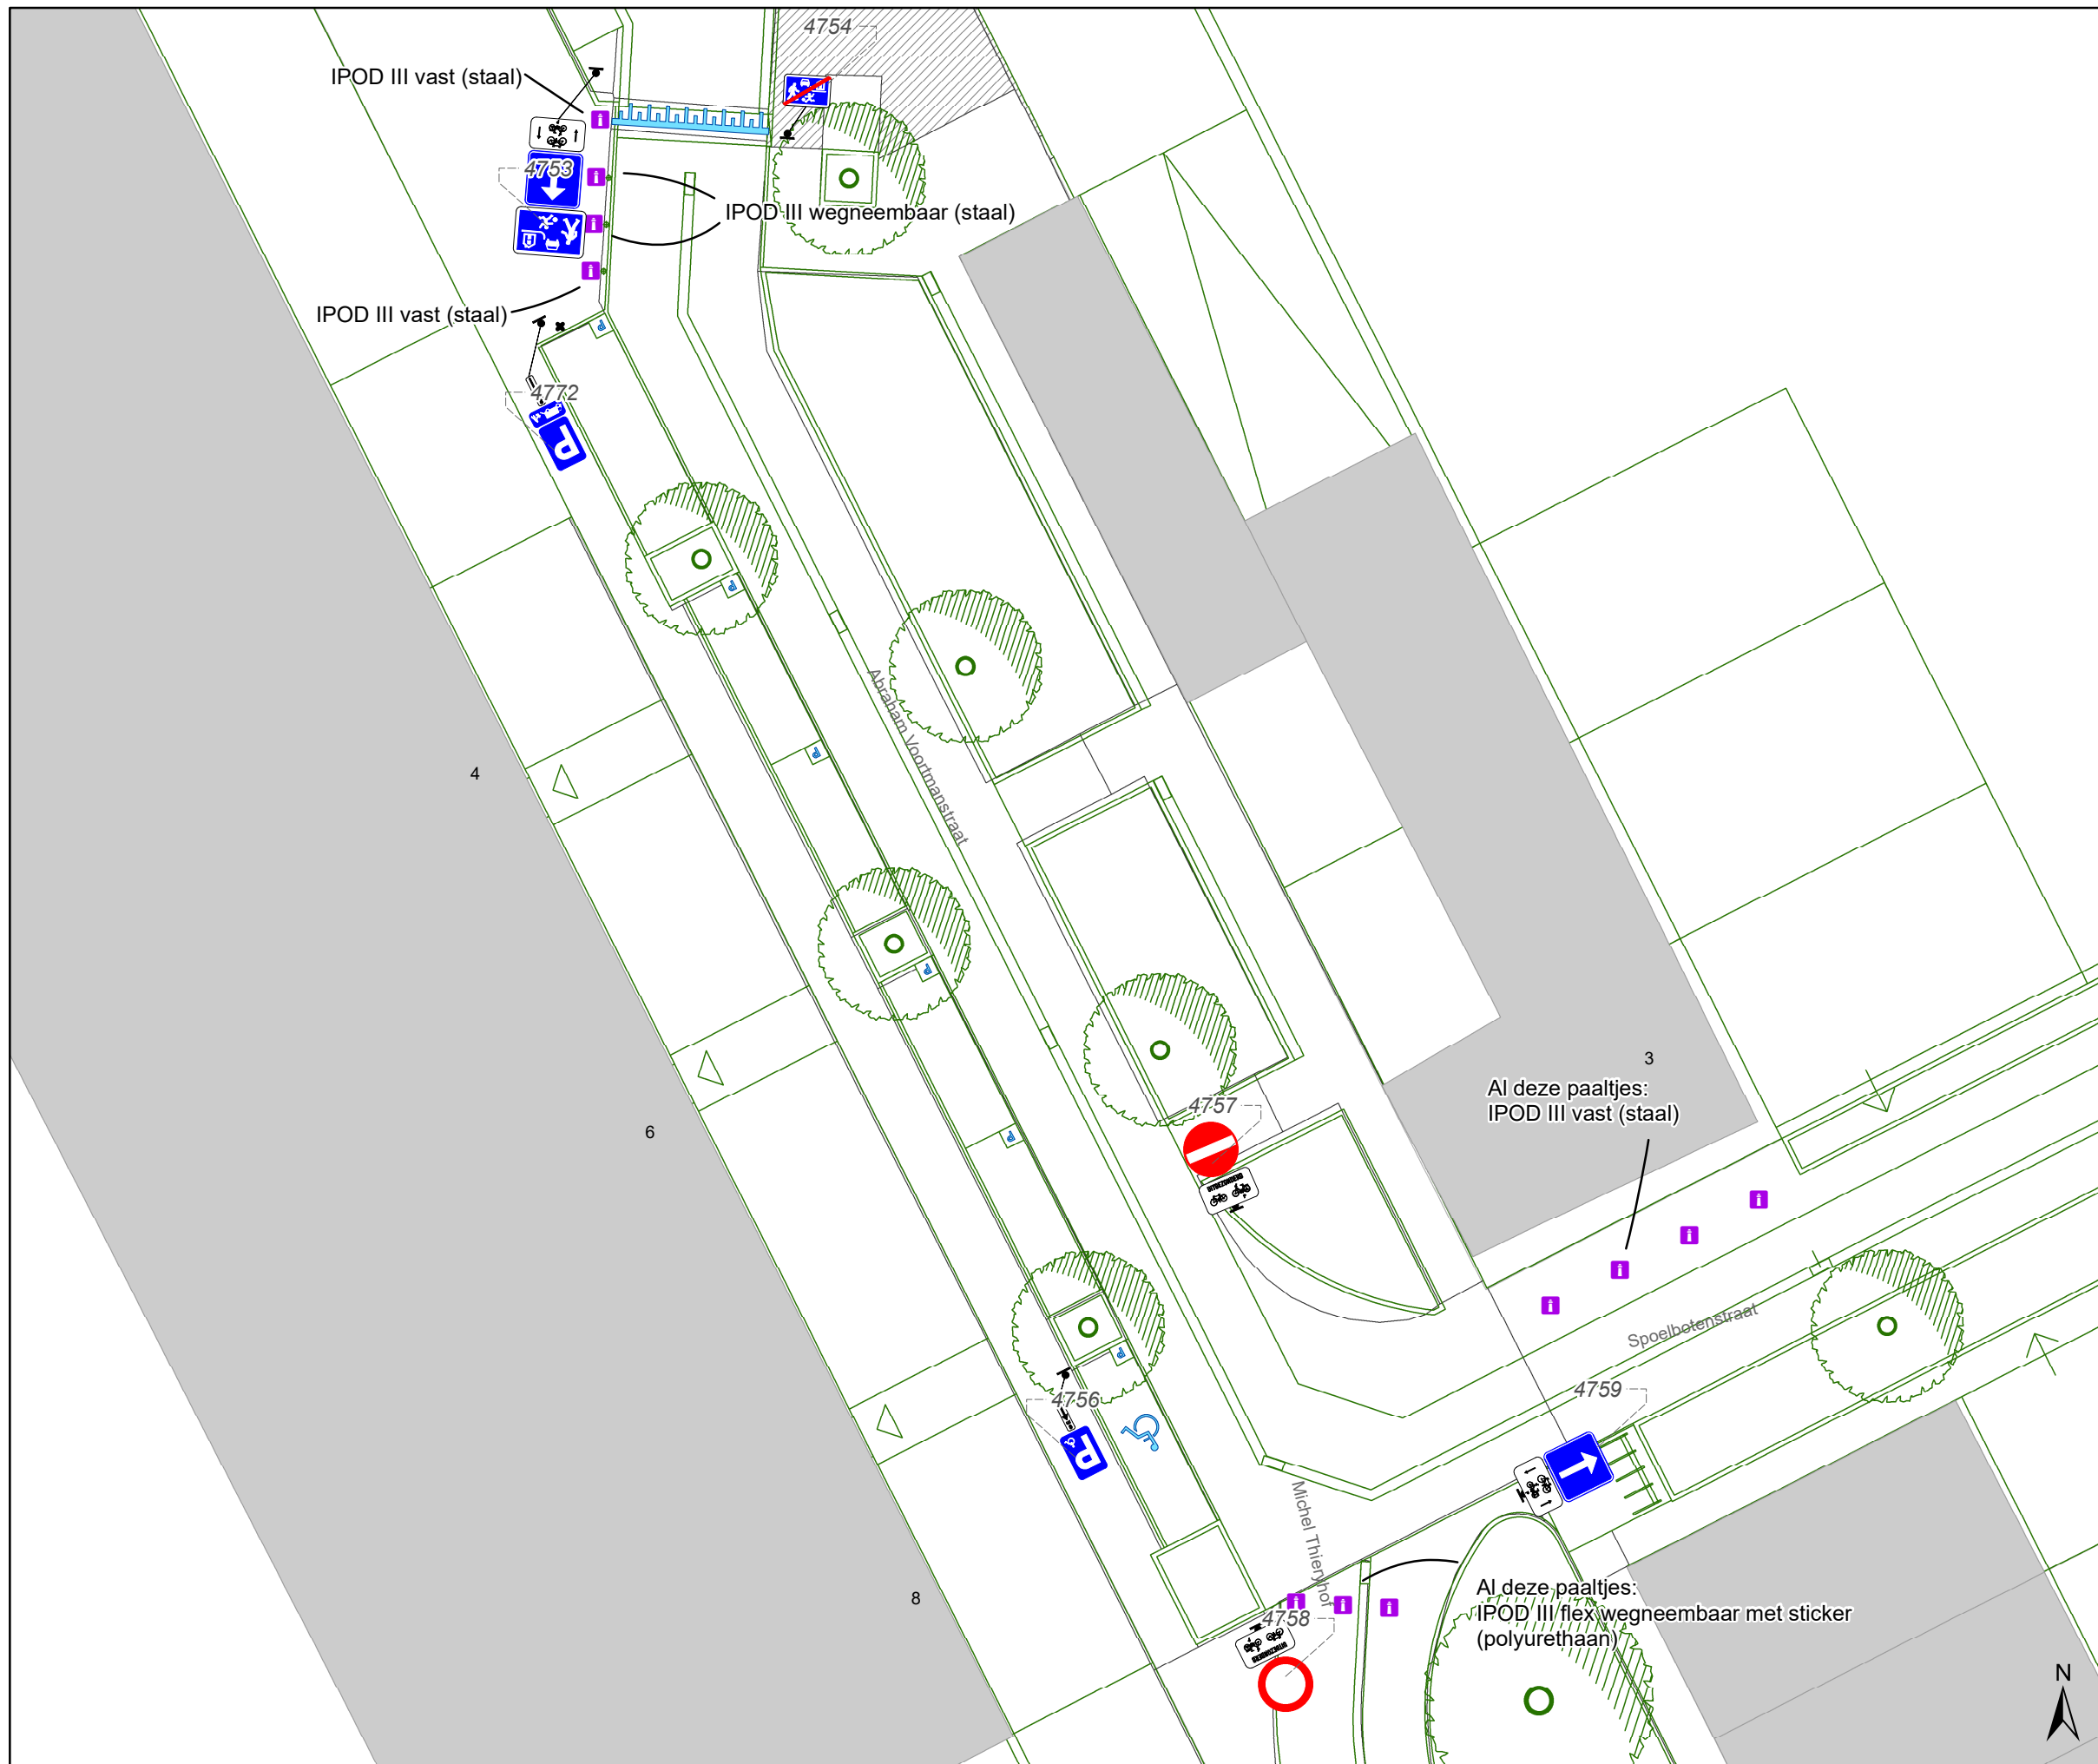 4754
IPOD III vast (staal)
4753
IPOD III wegneembaar (staal)
IPOD III vast (staal)
P
4772
P
P
Abraham Voortmanstraat
P
4
P
3
Al deze paaltjes:
IPOD III vast (staal)
4757
UITGEZONDERD
6
P
P
Spoelbotenstraat
4759
4756
P
Michel Thieryhof
Al deze paaltjes:
IPOD III flex wegneembaar met sticker
(polyurethaan)
8
4758
UITGEZONDERD
N